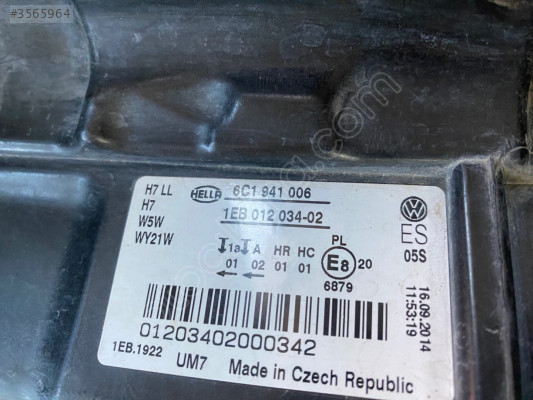 #3565964
H7 LL
H7
W5W
WY21W
HELLA
6C1 941 006
1EB 012 034-02
1a A HR HC PL
01 02 01 01 E8 20
6879
VW
ES
05S
16.09.2014
11:53:19
01203402000342
1EB.1922 UM7 Made in Czech Republic